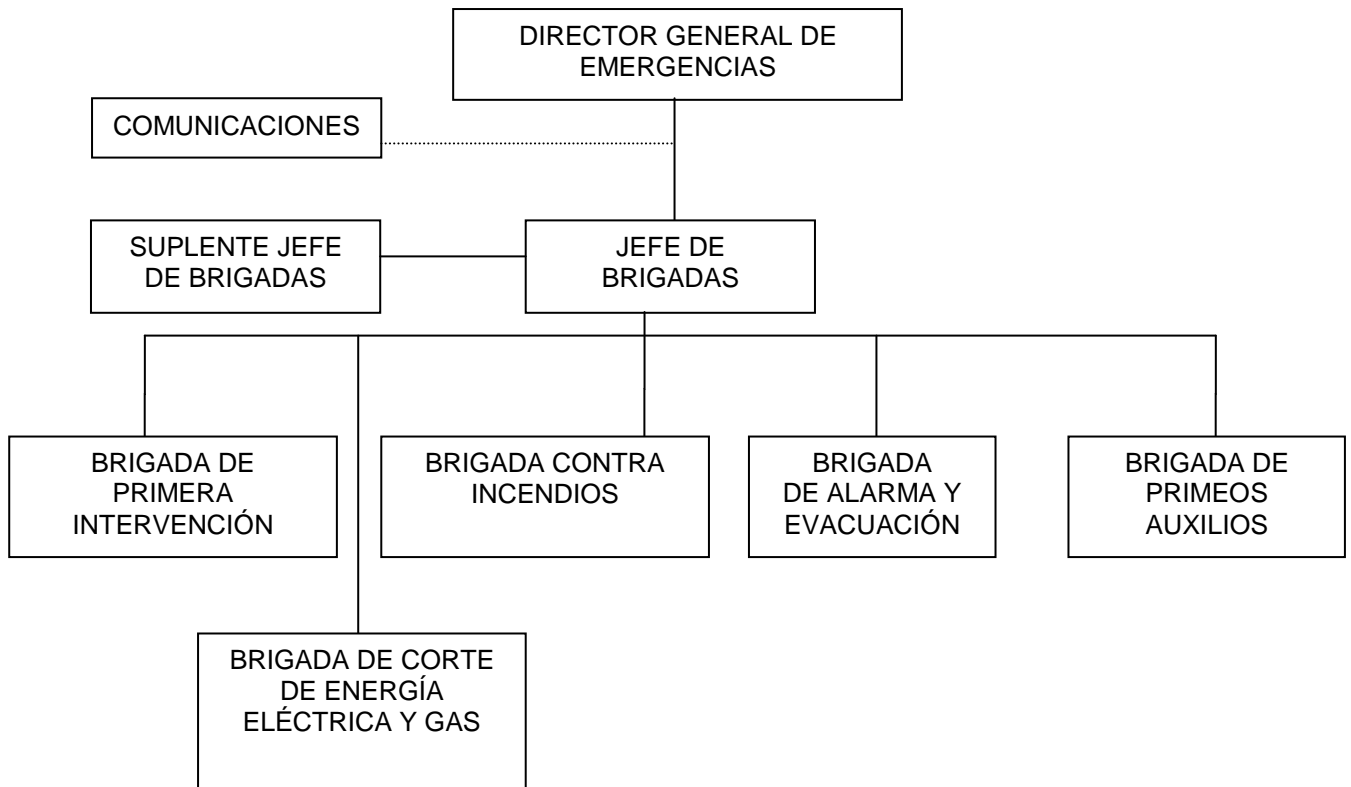 DIRECTOR GENERAL DE
EMERGENCIAS
COMUNICACIONES
SUPLENTE JEFE
DE BRIGADAS
JEFE DE
BRIGADAS
BRIGADA DE
PRIMERA
INTERVENCIÓN
BRIGADA CONTRA
INCENDIOS
BRIGADA
DE ALARMA Y
EVACUACIÓN
BRIGADA DE
PRIMEOS
AUXILIOS
BRIGADA DE CORTE
DE ENERGÍA
ELÉCTRICA Y GAS